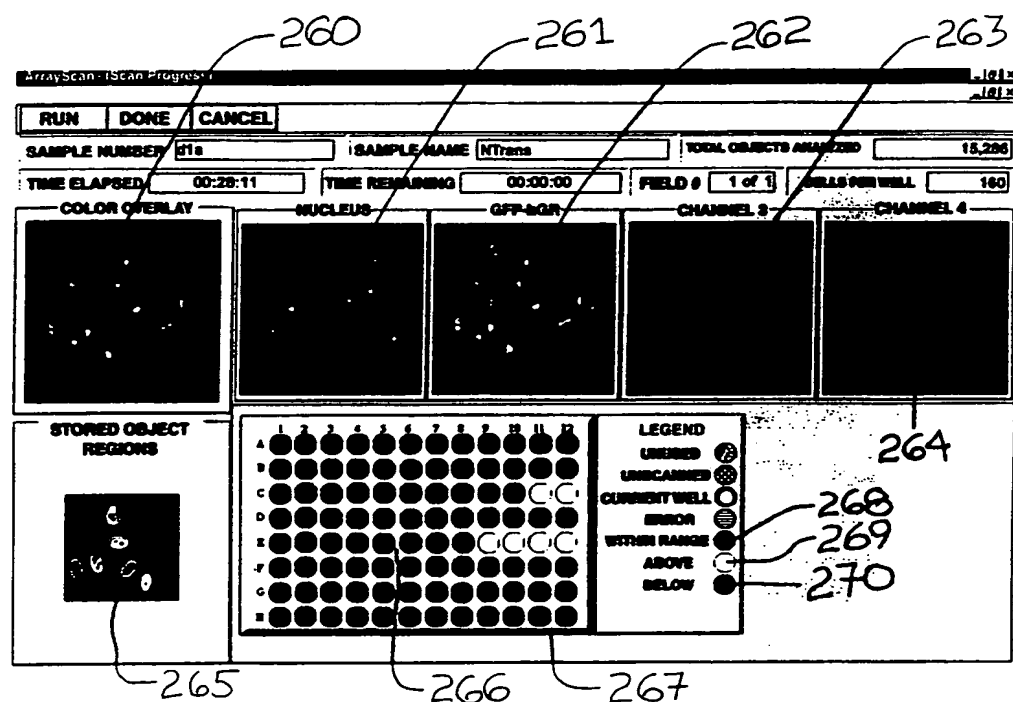 260 261 262 263
ArrayScan - [Scan Progress]
RUN DONE CANCEL
SAMPLE NUMBER d1a SAMPLE NAME NTrans TOTAL OBJECTS ANALYZED 15,286
TIME ELAPSED 00:28:11 TIME REMAINING 00:00:00 FIELD # 1 of 1 CELLS PER WELL 160
COLOR OVERLAY NUCLEUS GFP-hGR CHANNEL 3 CHANNEL 4
264
STORED OBJECT
REGIONS
1 2 3 4 5 6 7 8 9 10 11 12
A
B
C
D
E
F
G
H
LEGEND
UNUSED
UNSCANNED
CURRENT WELL
ERROR
WITHIN RANGE 268
ABOVE 269
BELOW 270
265 266 267